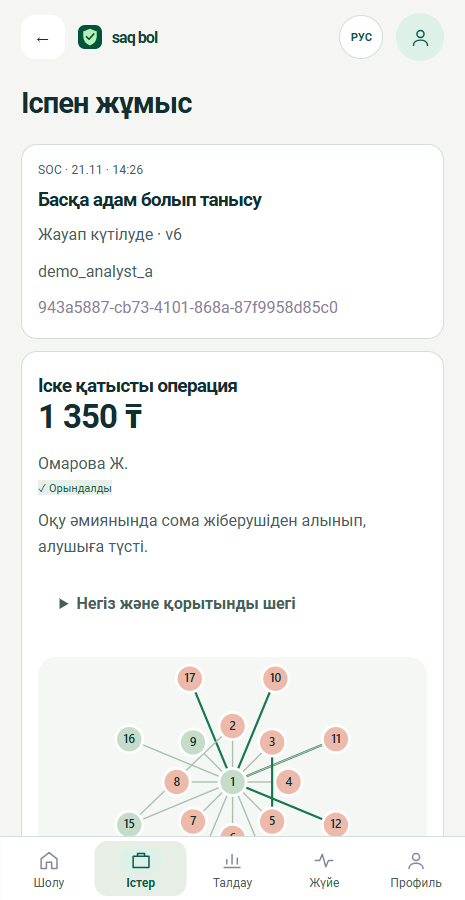 ←
saq bol
РУС
Іспен жұмыс
SOC · 21.11 · 14:26
Басқа адам болып танысу
Жауап күтілуде · v6
demo_analyst_a
943a5887-cb73-4101-868a-87f9958d85c0
Іске қатысты операция
1 350 ₸
Омарова Ж.
✓ Орындалды
Оқу әмиянында сома жіберушіден алынып,
алушыға түсті.
▶ Негіз және қорытынды шегі
17 10
2
16 9 3 11
8 1 4
15 7 5 12
6
Шолу Істер Талдау Жүйе Профиль